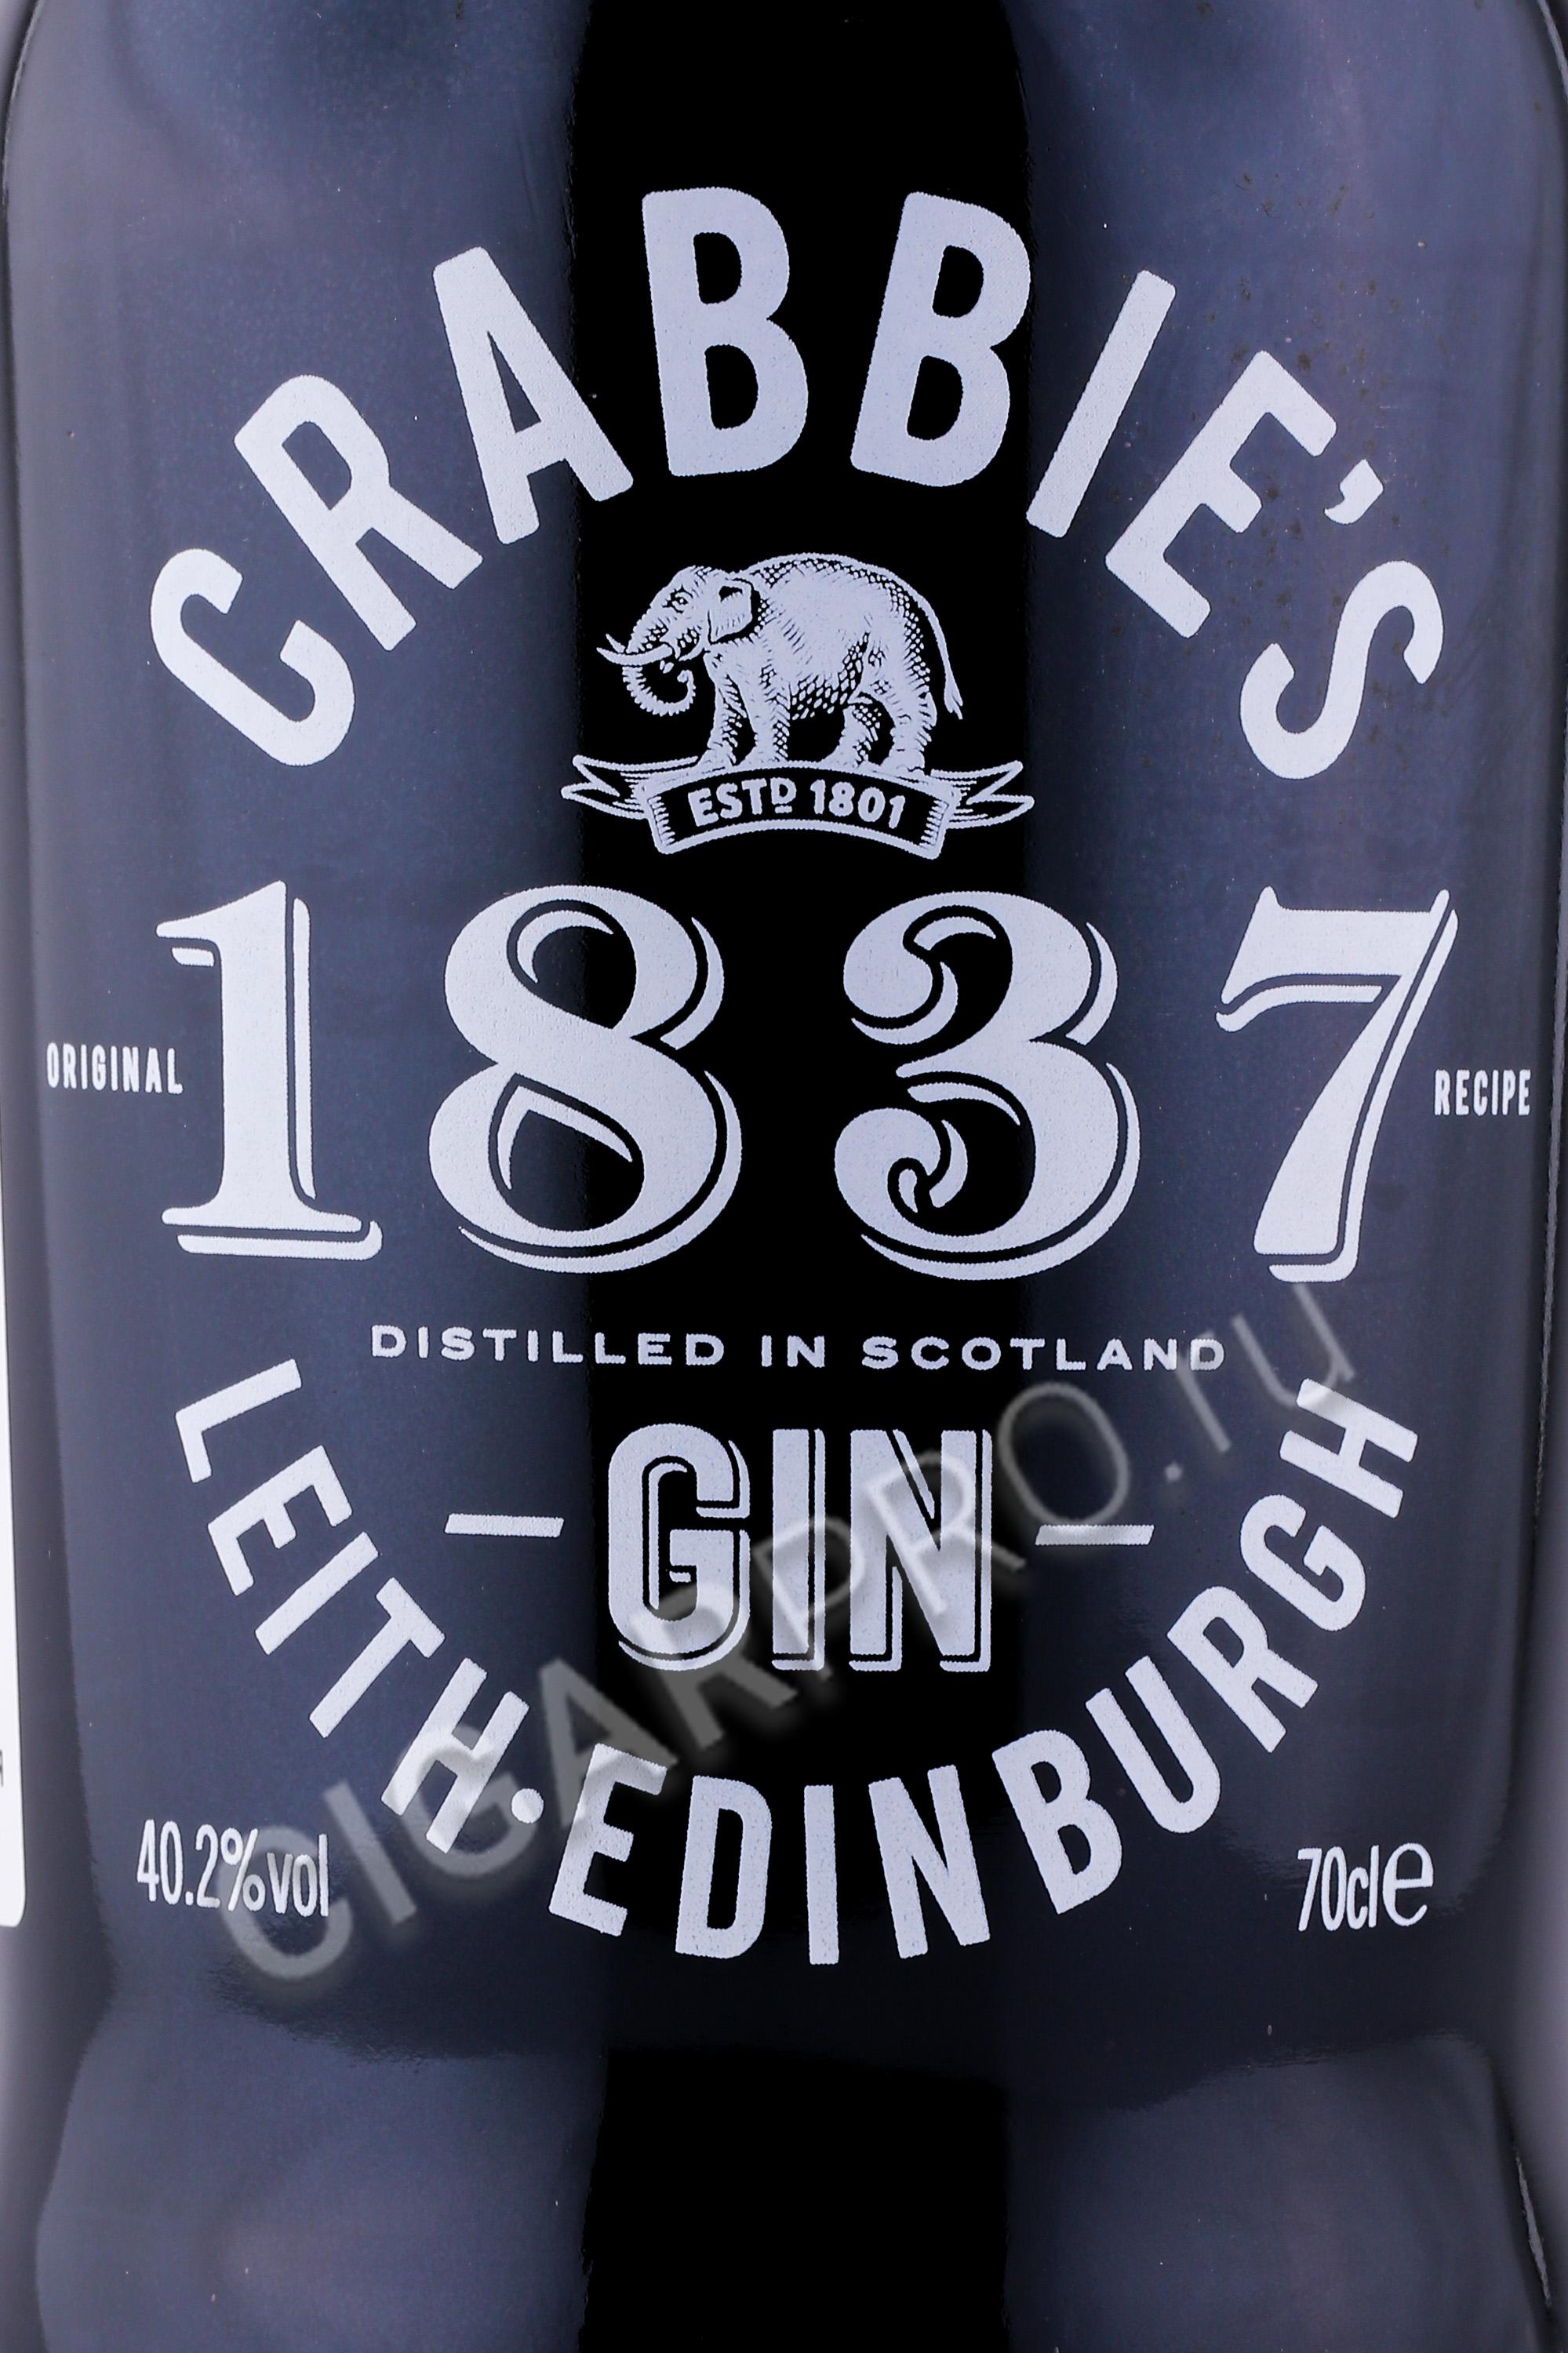 CRABBIE'S
ESTD 1801
ORIGINAL 1837 RECIPE
DISTILLED IN SCOTLAND
— GIN —
LEITH·EDINBURGH
40.2%vol
70cl e
CIGARPRO.ru